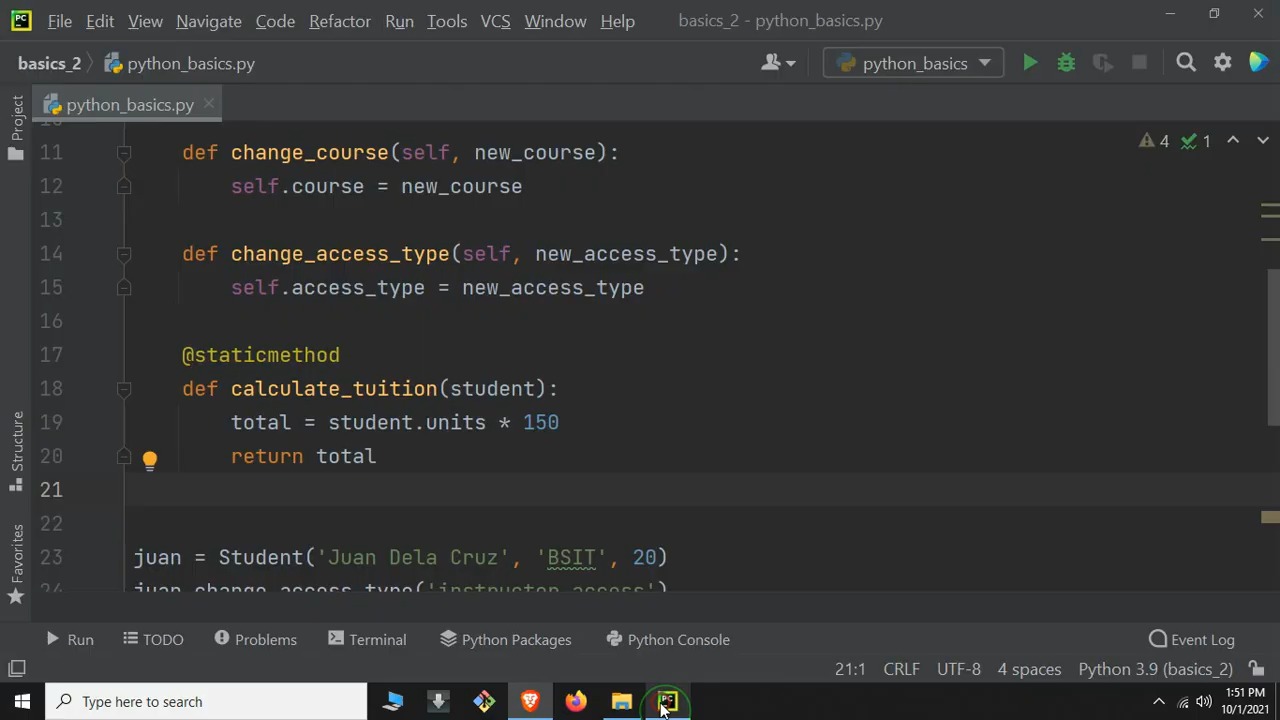 File Edit View Navigate Code Refactor Run Tools VCS Window Help basics_2 - python_basics.py
basics_2 python_basics.py python_basics
python_basics.py
Project
4 1
11 def change_course(self, new_course):
12 self.course = new_course
13
14 def change_access_type(self, new_access_type):
15 self.access_type = new_access_type
16
17 @staticmethod
18 def calculate_tuition(student):
19 total = student.units * 150
20 return total
21
22
23 juan = Student('Juan Dela Cruz', 'BSIT', 20)
24 juan.change_access_type('instructor_access')
Structure
Favorites
Run TODO Problems Terminal Python Packages Python Console Event Log
21:1 CRLF UTF-8 4 spaces Python 3.9 (basics_2)
Type here to search
1:51 PM
10/1/2021